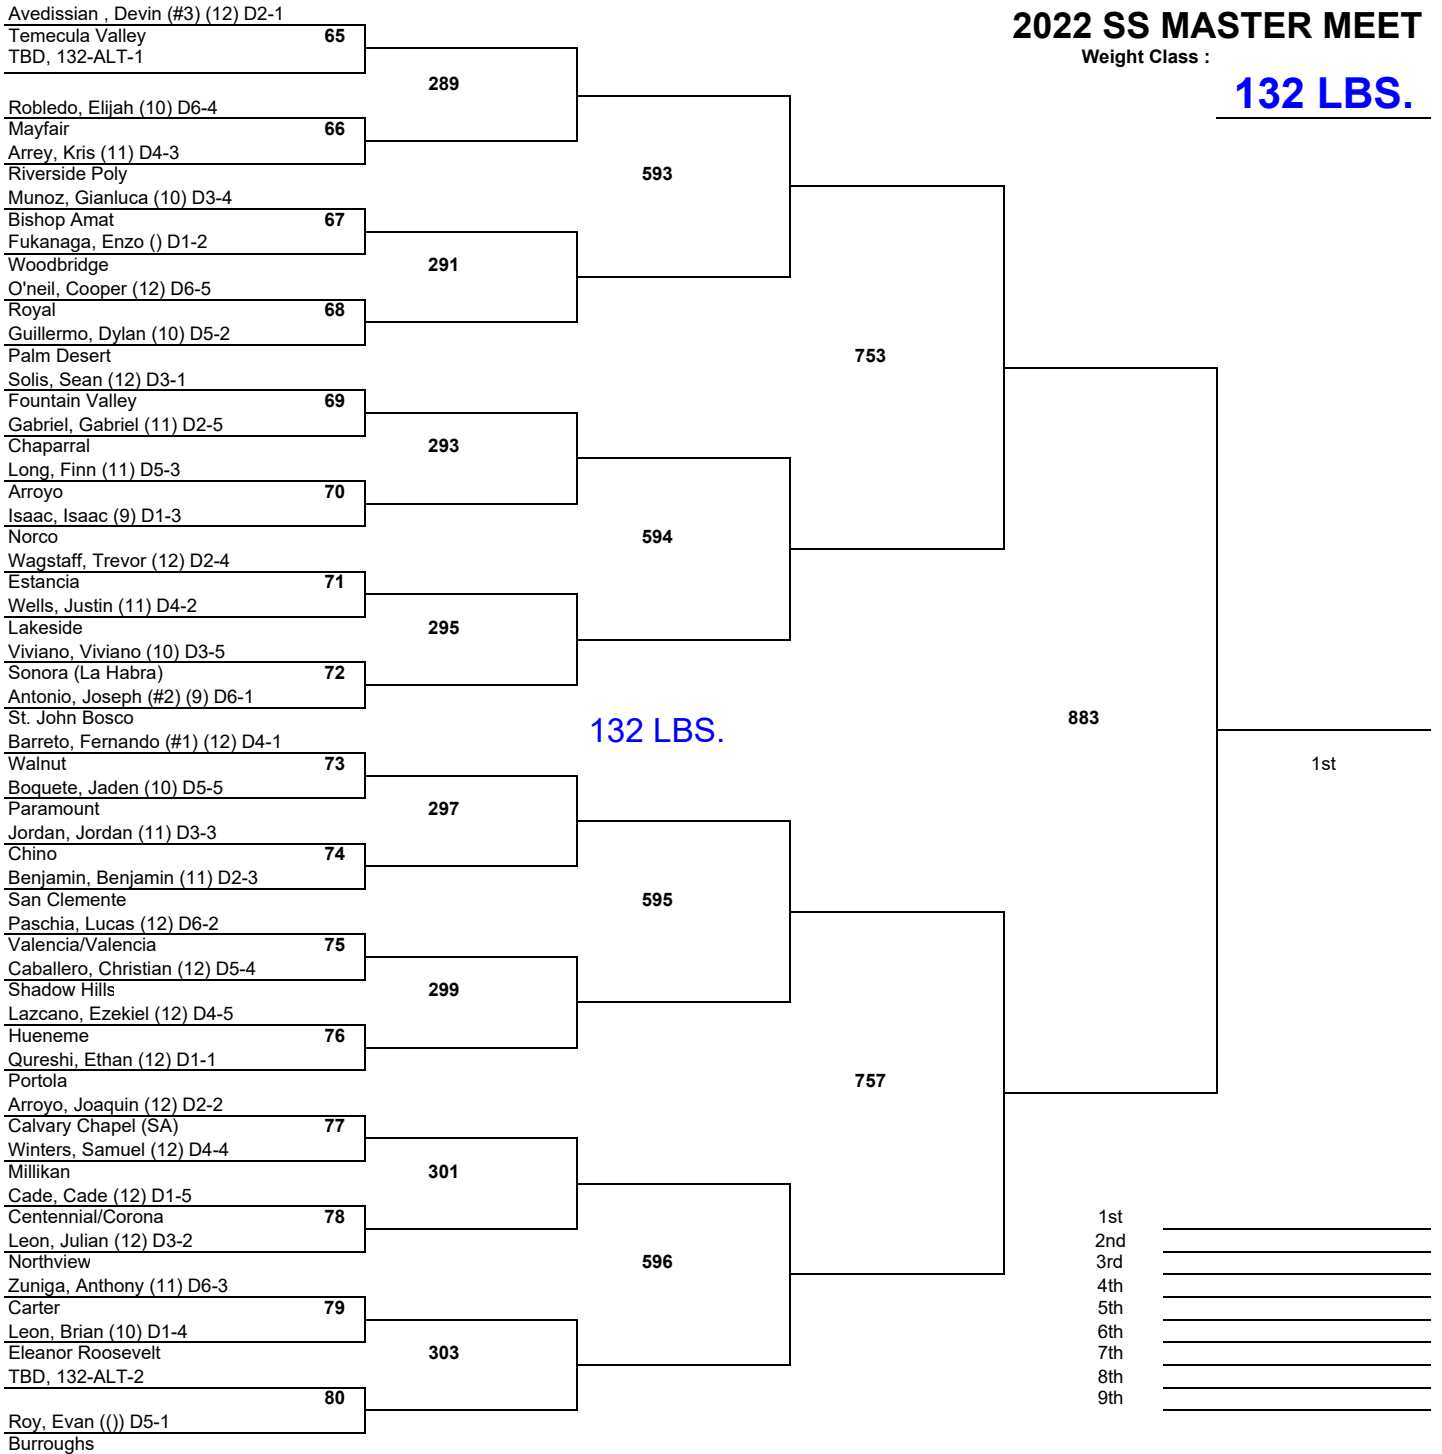 Avedissian , Devin (#3) (12) D2-1
2022 SS MASTER MEET
Temecula Valley 65
Weight Class :
TBD, 132-ALT-1
289
132 LBS.
Robledo, Elijah (10) D6-4
Mayfair 66
Arrey, Kris (11) D4-3
Riverside Poly 593
Munoz, Gianluca (10) D3-4
Bishop Amat 67
Fukanaga, Enzo () D1-2
Woodbridge 291
O'neil, Cooper (12) D6-5
Royal 68
Guillermo, Dylan (10) D5-2
Palm Desert 753
Solis, Sean (12) D3-1
Fountain Valley 69
Gabriel, Gabriel (11) D2-5
Chaparral 293
Long, Finn (11) D5-3
Arroyo 70
Isaac, Isaac (9) D1-3
Norco 594
Wagstaff, Trevor (12) D2-4
Estancia 71
Wells, Justin (11) D4-2
Lakeside 295
Viviano, Viviano (10) D3-5
Sonora (La Habra) 72
Antonio, Joseph (#2) (9) D6-1
St. John Bosco 883
132 LBS.
Barreto, Fernando (#1) (12) D4-1
Walnut 73 1st
Boquete, Jaden (10) D5-5
Paramount 297
Jordan, Jordan (11) D3-3
Chino 74
Benjamin, Benjamin (11) D2-3
San Clemente 595
Paschia, Lucas (12) D6-2
Valencia/Valencia 75
Caballero, Christian (12) D5-4
Shadow Hills 299
Lazcano, Ezekiel (12) D4-5
Hueneme 76
Qureshi, Ethan (12) D1-1
Portola 757
Arroyo, Joaquin (12) D2-2
Calvary Chapel (SA) 77
Winters, Samuel (12) D4-4
Millikan 301
Cade, Cade (12) D1-5
Centennial/Corona 78 1st
Leon, Julian (12) D3-2 2nd
Northview 596 3rd
Zuniga, Anthony (11) D6-3 4th
Carter 79 5th
Leon, Brian (10) D1-4 6th
Eleanor Roosevelt 303 7th
TBD, 132-ALT-2 8th
80 9th
Roy, Evan (()) D5-1
Burroughs